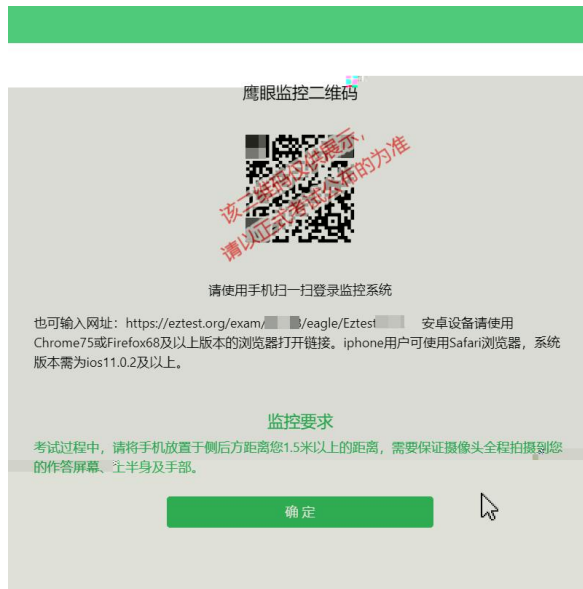 鹰眼监控二维码
该二维码仅供展示,
请以正式考试公布的为准
请使用手机扫一扫登录监控系统
也可输入网址：https://eztest.org/exam/ /eagle/Eztest 安卓设备请使用
Chrome75或Firefox68及以上版本的浏览器打开链接。iphone用户可使用Safari浏览器，系统
版本需为ios11.0.2及以上。
监控要求
考试过程中，请将手机放置于侧后方距离您1.5米以上的距离，需要保证摄像头全程拍摄到您
的作答屏幕、上半身及手部。
确定